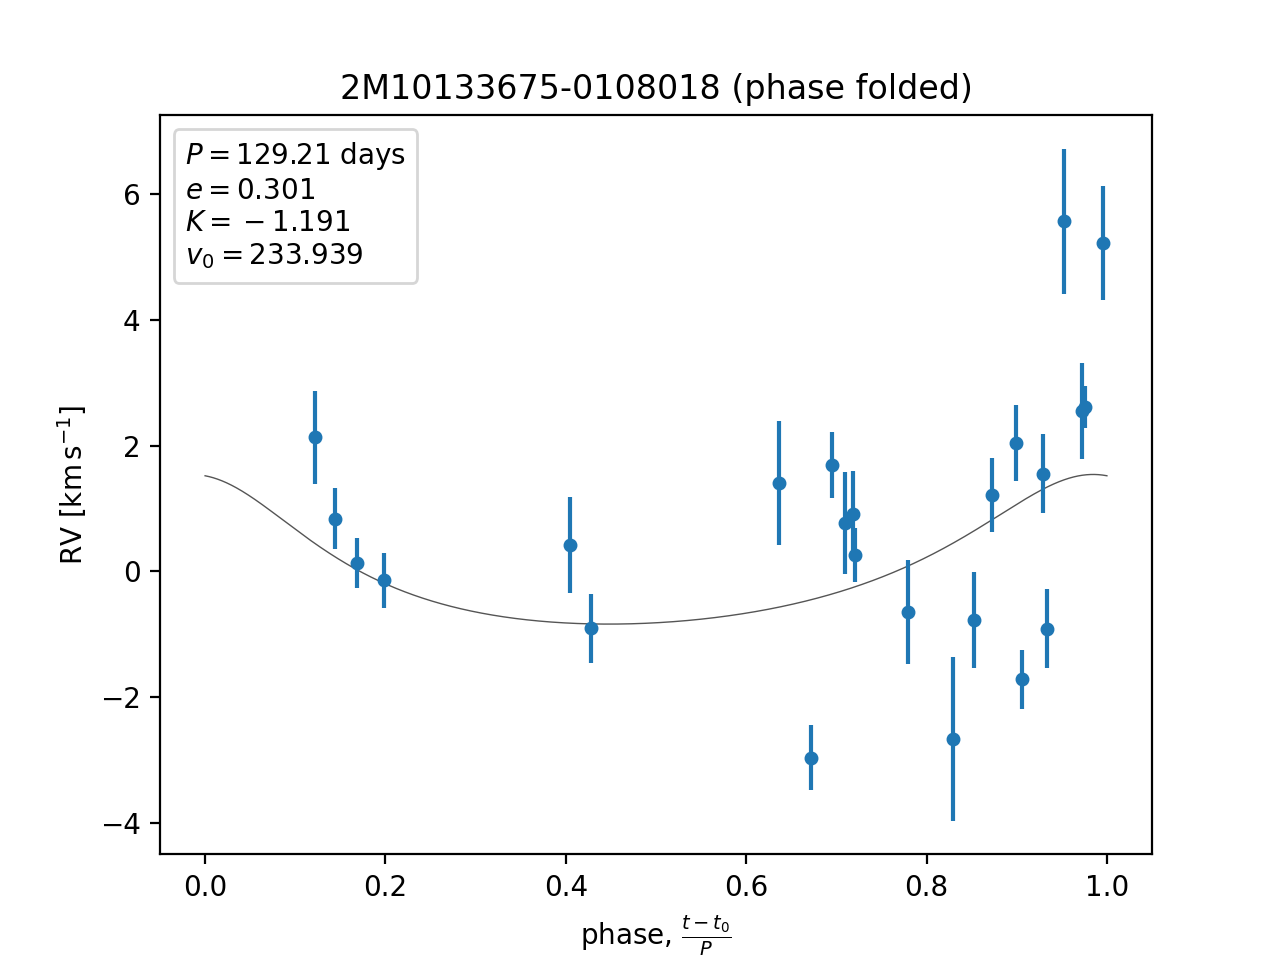 2M10133675-0108018 (phase folded)
P = 129.21 days
e = 0.301
K = −1.191
v₀ = 233.939
6
4
2
0
−2
−4
RV [km s⁻¹]
0.0 0.2 0.4 0.6 0.8 1.0
phase, (t − t₀)/P